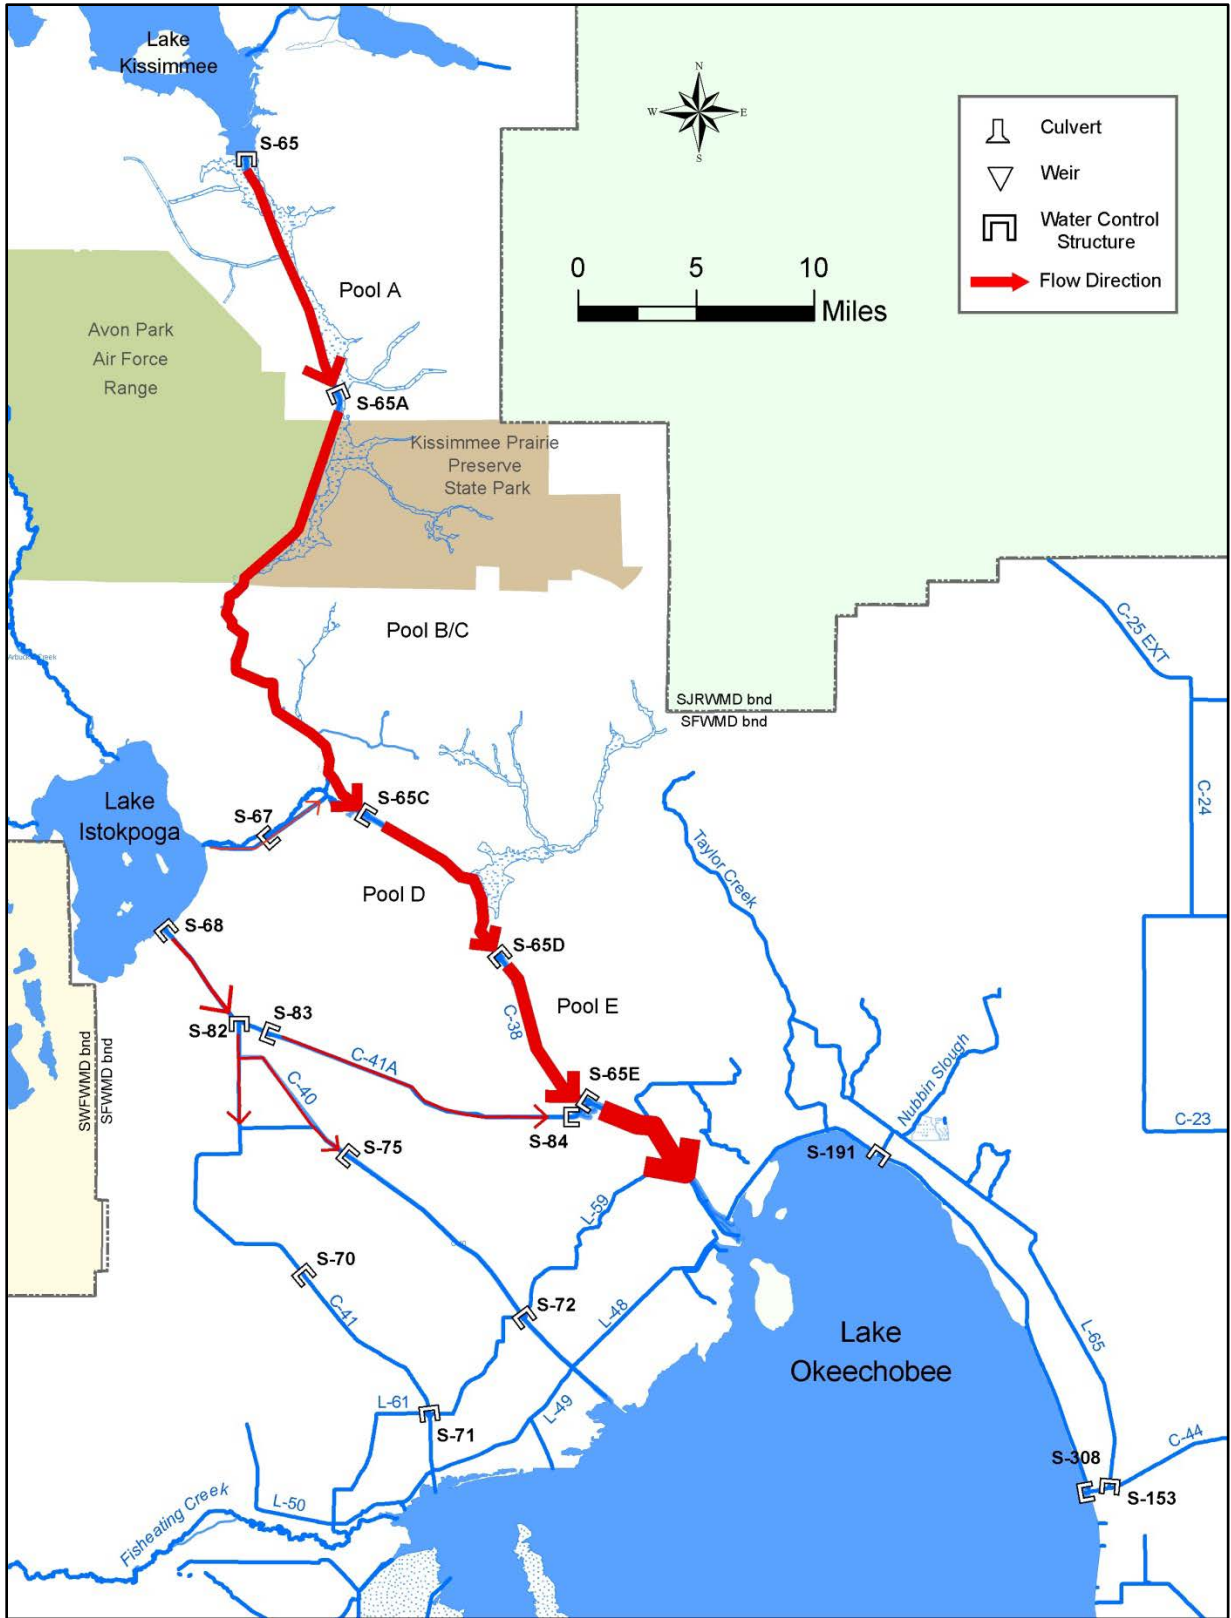 Lake
Kissimmee
N
W
E
S
S-65
Culvert
Weir
Water Control
Structure
Flow Direction
0
5
10
Miles
Pool A
Avon Park
Air Force
Range
S-65A
Kissimmee Prairie
Preserve
State Park
Pool B/C
C-25 EXT
SJRWMD bnd
SFWMD bnd
C-24
Lake
Istokpoga
S-67
S-65C
Taylor Creek
Pool D
S-68
S-65D
Pool E
C-38
S-82
S-83
C-41A
C-40
SWFWMD bnd
SFWMD bnd
S-65E
S-84
Nubbin Slough
C-23
S-75
S-191
L-59
S-70
C-41
S-72
L-48
Lake
Okeechobee
L-65
L-61
L-49
S-71
C-44
S-308
S-153
L-50
Fisheating Creek